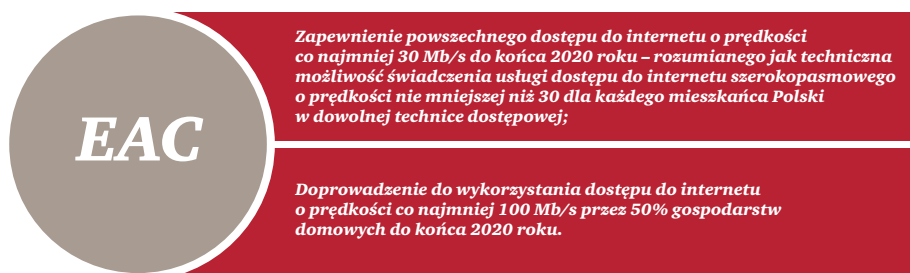 EAC
Zapewnienie powszechnego dostępu do internetu o prędkości
co najmniej 30 Mb/s do końca 2020 roku – rozumianego jak techniczna
możliwość świadczenia usługi dostępu do internetu szerokopasmowego
o prędkości nie mniejszej niż 30 dla każdego mieszkańca Polski
w dowolnej technice dostępowej;
Doprowadzenie do wykorzystania dostępu do internetu
o prędkości co najmniej 100 Mb/s przez 50% gospodarstw
domowych do końca 2020 roku.